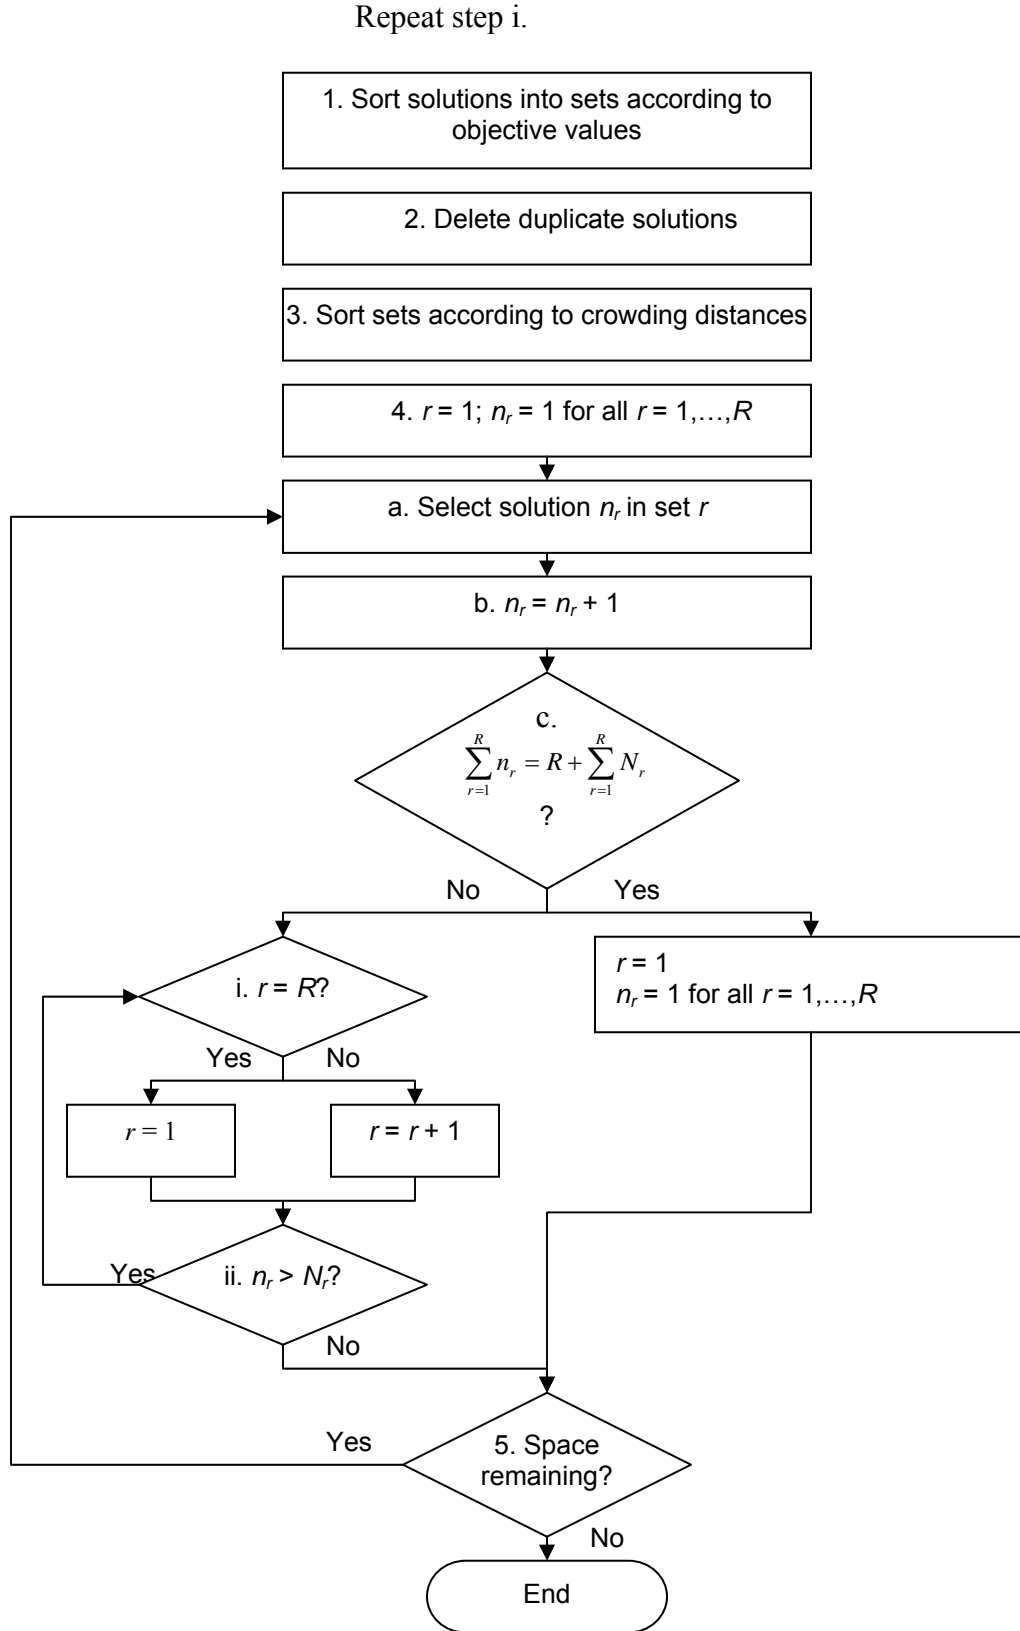 Repeat step i.
1. Sort solutions into sets according to
objective values
2. Delete duplicate solutions
3. Sort sets according to crowding distances
4. r = 1; nᵣ = 1 for all r = 1,…,R
a. Select solution nᵣ in set r
b. nᵣ = nᵣ + 1
c.
∑_{r=1}^{R} nᵣ = R + ∑_{r=1}^{R} Nᵣ
?
No Yes
i. r = R?
r = 1
nᵣ = 1 for all r = 1,…,R
Yes No
r = 1
r = r + 1
Yes
ii. nᵣ > Nᵣ?
No
Yes
5. Space
remaining?
No
End